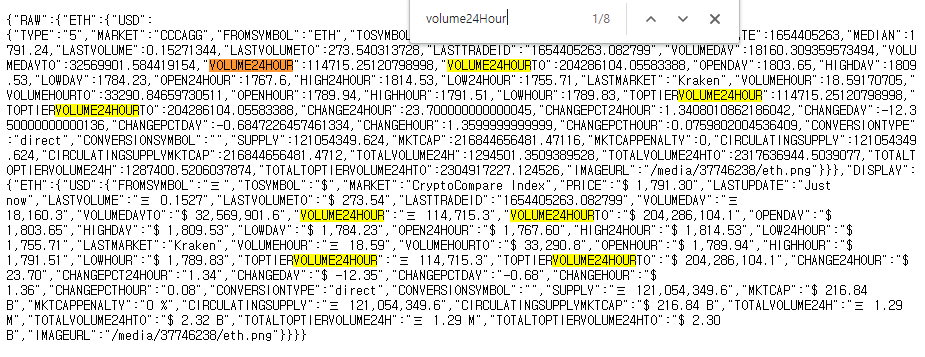 volume24Hour 1/8
{"RAW":{"ETH":{"USD":
{"TYPE":"5","MARKET":"CCCAGG","FROMSYMBOL":"ETH","TOSYMBOL
ATE":1654405263,"MEDIAN":1
791.24,"LASTVOLUME":0.15271344,"LASTVOLUMETO":273.540313728,"LASTTRADEID":"1654405263.082799","VOLUMEDAY":18160.309359573494,"VOLU
MEDAYTO":32569901.584419154,"VOLUME24HOUR":114715.25120798998,"VOLUME24HOURTO":204286104.05583388,"OPENDAY":1803.65,"HIGHDAY":1809
.53,"LOWDAY":1784.23,"OPEN24HOUR":1767.6,"HIGH24HOUR":1814.53,"LOW24HOUR":1755.71,"LASTMARKET":"Kraken","VOLUMEHOUR":18.59170705,"
VOLUMEHOURTO":33290.84659730511,"OPENHOUR":1789.94,"HIGHHOUR":1791.51,"LOWHOUR":1789.83,"TOPTIERVOLUME24HOUR":114715.25120798998,"
TOPTIERVOLUME24HOURTO":204286104.05583388,"CHANGE24HOUR":23.700000000000045,"CHANGEPCT24HOUR":1.3408010862186042,"CHANGEDAY":-12.3
50000000000136,"CHANGEPCTDAY":-0.6847226457461334,"CHANGEHOUR":1.3599999999999,"CHANGEPCTHOUR":0.0759802004536409,"CONVERSIONTYPE"
:"direct","CONVERSIONSYMBOL":"","SUPPLY":121054349.624,"MKTCAP":216844656481.47116,"MKTCAPPENALTY":0,"CIRCULATINGSUPPLY":121054349
.624,"CIRCULATINGSUPPLYMKTCAP":216844656481.4712,"TOTALVOLUME24H":1294501.3509389528,"TOTALVOLUME24HTO":2317636944.5039077,"TOTALT
OPTIERVOLUME24H":1287400.5206037874,"TOTALTOPTIERVOLUME24HTO":2304917227.124526,"IMAGEURL":"/media/37746238/eth.png"}}},"DISPLAY":
{"ETH":{"USD":{"FROMSYMBOL":"Ξ","TOSYMBOL":"$","MARKET":"CryptoCompare Index","PRICE":"$ 1,791.30","LASTUPDATE":"Just
now","LASTVOLUME":"Ξ 0.1527","LASTVOLUMETO":"$ 273.54","LASTTRADEID":"1654405263.082799","VOLUMEDAY":"Ξ
18,160.3","VOLUMEDAYTO":"$ 32,569,901.6","VOLUME24HOUR":"Ξ 114,715.3","VOLUME24HOURTO":"$ 204,286,104.1","OPENDAY":"$
1,803.65","HIGHDAY":"$ 1,809.53","LOWDAY":"$ 1,784.23","OPEN24HOUR":"$ 1,767.60","HIGH24HOUR":"$ 1,814.53","LOW24HOUR":"$
1,755.71","LASTMARKET":"Kraken","VOLUMEHOUR":"Ξ 18.59","VOLUMEHOURTO":"$ 33,290.8","OPENHOUR":"$ 1,789.94","HIGHHOUR":"$
1,791.51","LOWHOUR":"$ 1,789.83","TOPTIERVOLUME24HOUR":"Ξ 114,715.3","TOPTIERVOLUME24HOURTO":"$ 204,286,104.1","CHANGE24HOUR":"$
23.70","CHANGEPCT24HOUR":"1.34","CHANGEDAY":"$ -12.35","CHANGEPCTDAY":"-0.68","CHANGEHOUR":"$
1.36","CHANGEPCTHOUR":"0.08","CONVERSIONTYPE":"direct","CONVERSIONSYMBOL":"","SUPPLY":"Ξ 121,054,349.6","MKTCAP":"$ 216.84
B","MKTCAPPENALTY":"0 %","CIRCULATINGSUPPLY":"Ξ 121,054,349.6","CIRCULATINGSUPPLYMKTCAP":"$ 216.84 B","TOTALVOLUME24H":"Ξ 1.29
M","TOTALVOLUME24HTO":"$ 2.32 B","TOTALTOPTIERVOLUME24H":"Ξ 1.29 M","TOTALTOPTIERVOLUME24HTO":"$ 2.30
B","IMAGEURL":"/media/37746238/eth.png"}}}}